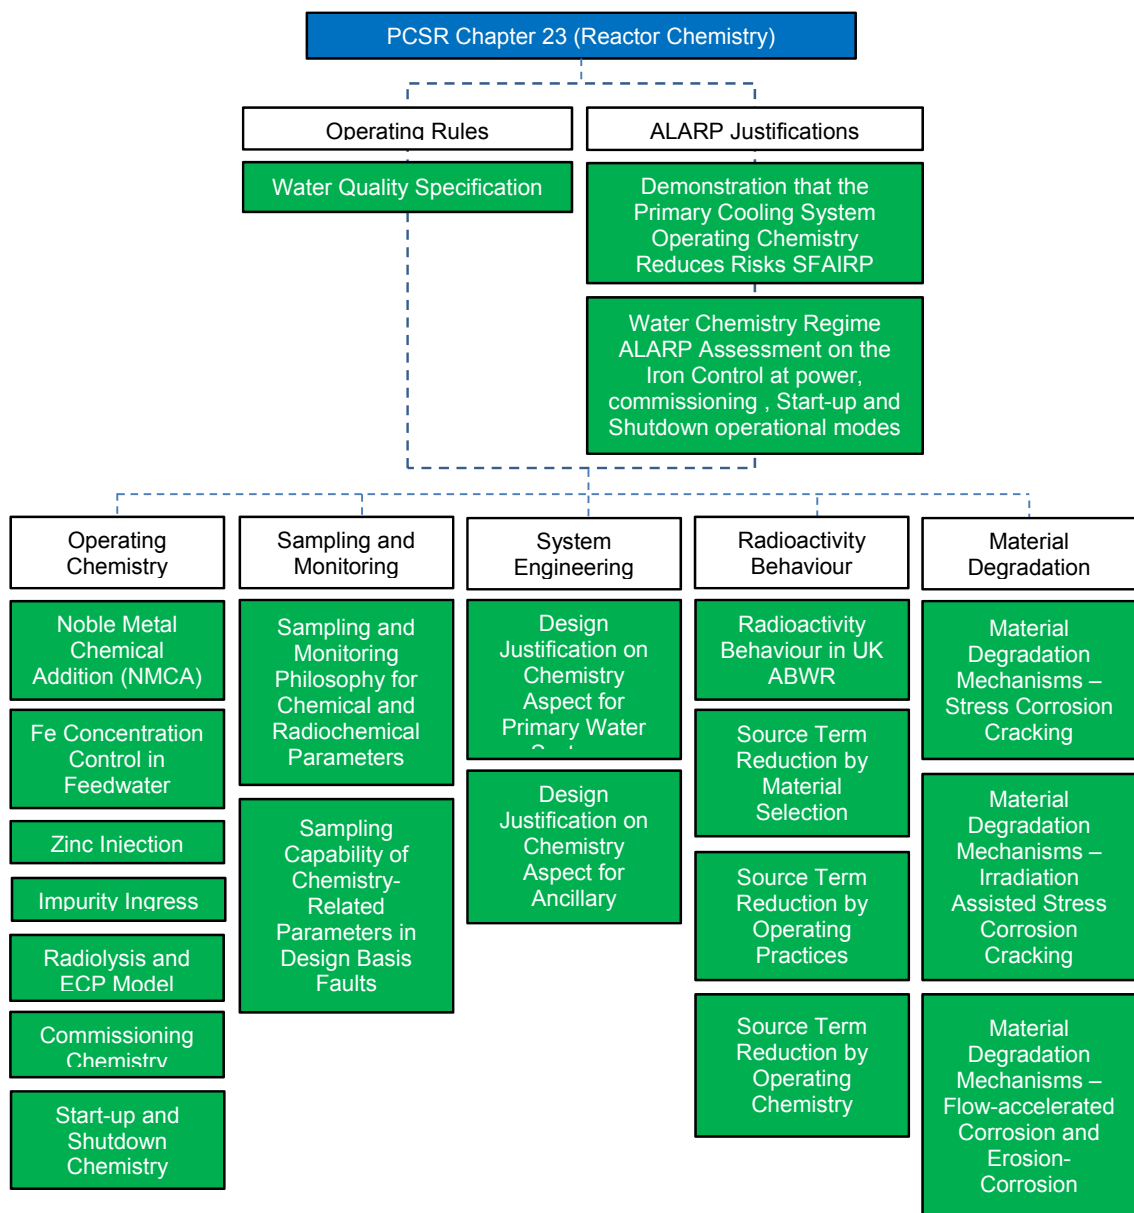 PCSR Chapter 23 (Reactor Chemistry)
Operating Rules
ALARP Justifications
Water Quality Specification
Demonstration that the
Primary Cooling System
Operating Chemistry
Reduces Risks SFAIRP
Water Chemistry Regime
ALARP Assessment on the
Iron Control at power,
commissioning , Start-up and
Shutdown operational modes
Operating
Chemistry
Noble Metal
Chemical
Addition (NMCA)
Fe Concentration
Control in
Feedwater
Zinc Injection
Impurity Ingress
Radiolysis and
ECP Model
Commissioning
Chemistry
Start-up and
Shutdown
Chemistry
Sampling and
Monitoring
Sampling and
Monitoring
Philosophy for
Chemical and
Radiochemical
Parameters
Sampling
Capability of
Chemistry-
Related
Parameters in
Design Basis
Faults
System
Engineering
Design
Justification on
Chemistry
Aspect for
Primary Water
Design
Justification on
Chemistry
Aspect for
Ancillary
Radioactivity
Behaviour
Radioactivity
Behaviour in UK
ABWR
Source Term
Reduction by
Material
Selection
Source Term
Reduction by
Operating
Practices
Source Term
Reduction by
Operating
Chemistry
Material
Degradation
Material
Degradation
Mechanisms –
Stress Corrosion
Cracking
Material
Degradation
Mechanisms –
Irradiation
Assisted Stress
Corrosion
Cracking
Material
Degradation
Mechanisms –
Flow-accelerated
Corrosion and
Erosion-
Corrosion